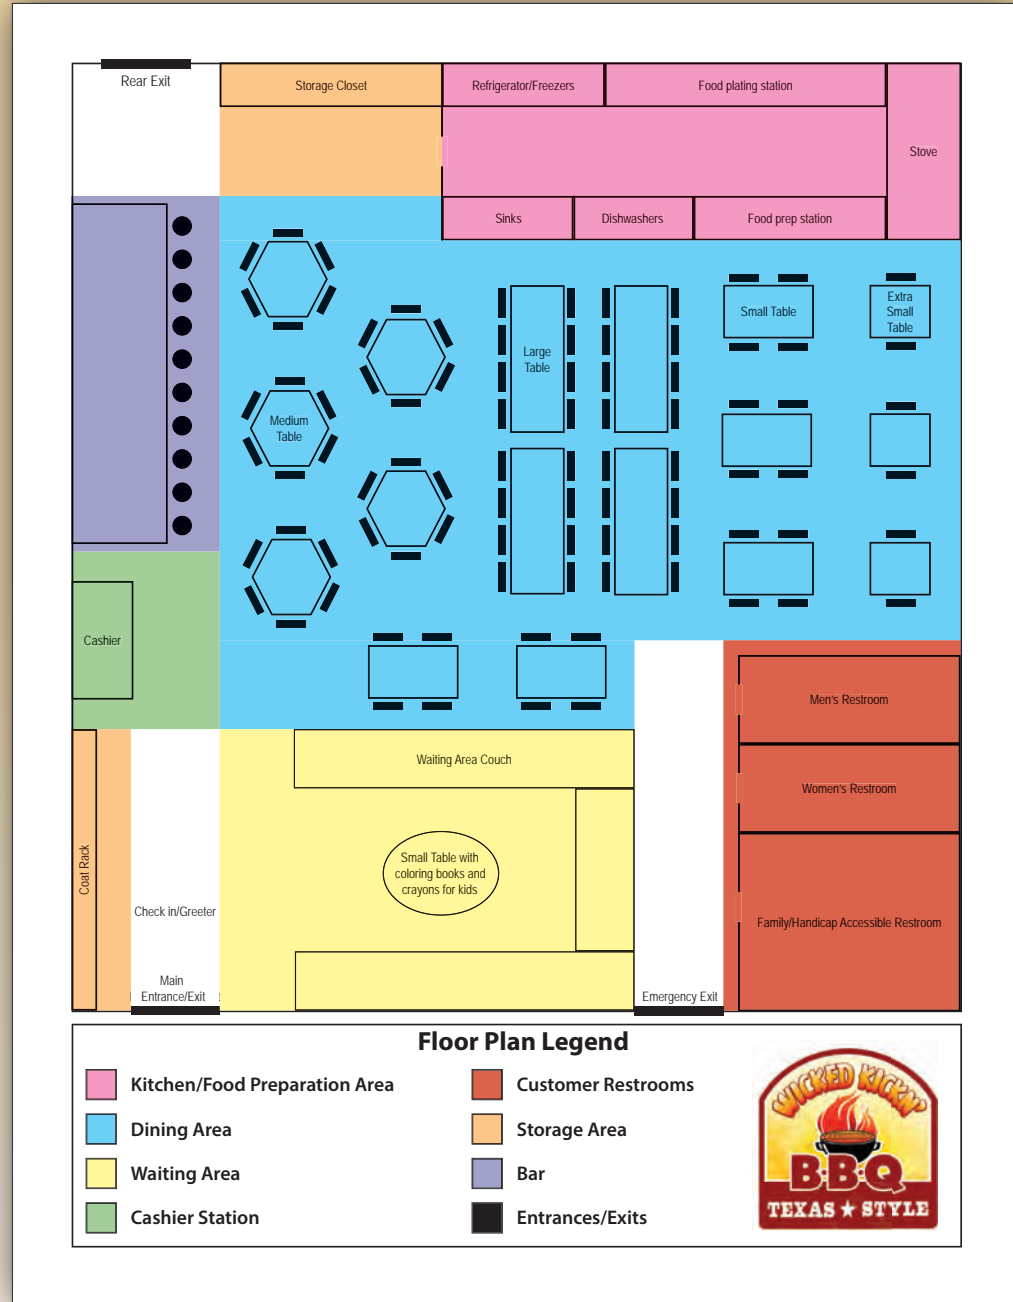 Rear Exit
Storage Closet
Refrigerator/Freezers
Food plating station
Stove
Sinks
Dishwashers
Food prep station
Small Table
Extra
Small
Table
Large
Table
Medium
Table
Cashier
Men's Restroom
Waiting Area Couch
Women's Restroom
Coat Rack
Small Table with
coloring books and
crayons for kids
Check in/Greeter
Family/Handicap Accessible Restroom
Main
Entrance/Exit
Emergency Exit
Floor Plan Legend
Kitchen/Food Preparation Area
Customer Restrooms
Dining Area
Storage Area
Waiting Area
Bar
Cashier Station
Entrances/Exits
WICKED KICKN'
B·B·Q
TEXAS ★ STYLE